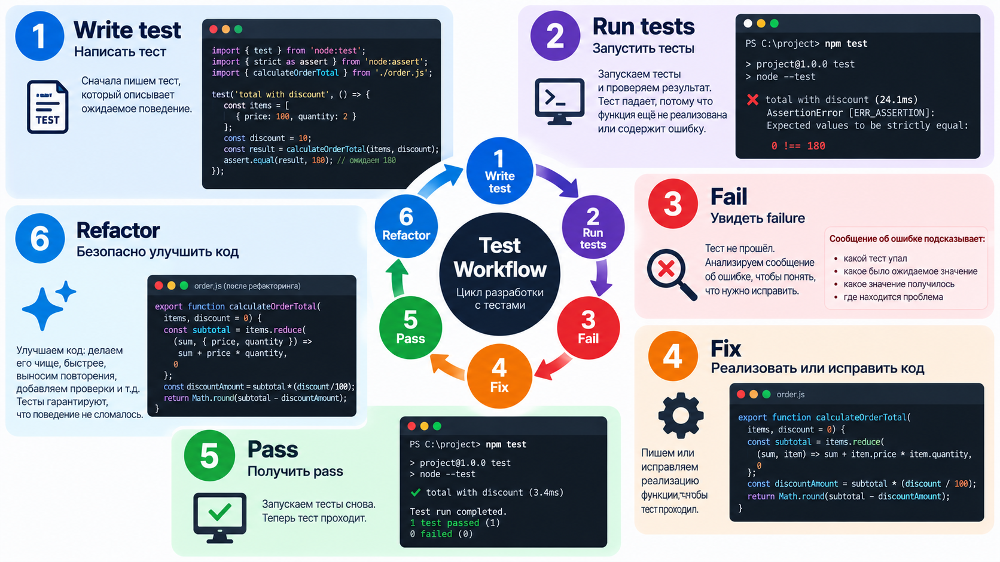 1
Write test
Написать тест
Сначала пишем тест,
который описывает
ожидаемое поведение.
TEST
import { test } from 'node:test';
import { strict as assert } from 'node:assert';
import { calculateOrderTotal } from './order.js';
test('total with discount', () => {
const items = [
{ price: 100, quantity: 2 }
];
const discount = 10;
const result = calculateOrderTotal(items, discount);
assert.equal(result, 180); // ожидаем 180
});
2
Run tests
Запустить тесты
Запускаем тесты
и проверяем результат.
Тест падает, потому что
функция ещё не реализована
или содержит ошибку.
PS C:\project> npm test
> project@1.0.0 test
> node --test
❌ total with discount (24.1ms)
AssertionError [ERR_ASSERTION]:
Expected values to be strictly equal:
0 !== 180
3
Fail
Увидеть failure
Тест не прошёл.
Анализируем сообщение
об ошибке, чтобы понять,
что нужно исправить.
Сообщение об ошибке подсказывает:
• какой тест упал
• какое было ожидаемое значение
• какое значение получилось
• где находится проблема
4
Fix
Реализовать или исправить код
Пишем или
исправляем
реализацию
функции, чтобы
тест проходил.
order.js
export function calculateOrderTotal(
items, discount = 0) {
const subtotal = items.reduce(
(sum, item) => sum + item.price * item.quantity,
0
};
const discountAmount = subtotal * (discount / 100);
return Math.round(subtotal - discountAmount);
}
5
Pass
Получить pass
Запускаем тесты снова.
Теперь тест проходит.
PS C:\project> npm test
> project@1.0.0 test
> node --test
✔ total with discount (3.4ms)
Test run completed.
1 test passed (1)
0 failed (0)
6
Refactor
Безопасно улучшить код
Улучшаем код: делаем
его чище, быстрее,
выносим повторения,
добавляем проверки и т.д.
Тесты гарантируют,
что поведение не сломалось.
order.js (после рефакторинга)
export function calculateOrderTotal(
items, discount = 0) {
const subtotal = items.reduce(
(sum, { price, quantity }) =>
sum + price * quantity,
0
};
const discountAmount = subtotal * (discount/100);
return Math.round(subtotal - discountAmount);
}
Test
Workflow
Цикл разработки
с тестами
1
Write
test
2
Run
tests
3
Fail
4
Fix
5
Pass
6
Refactor